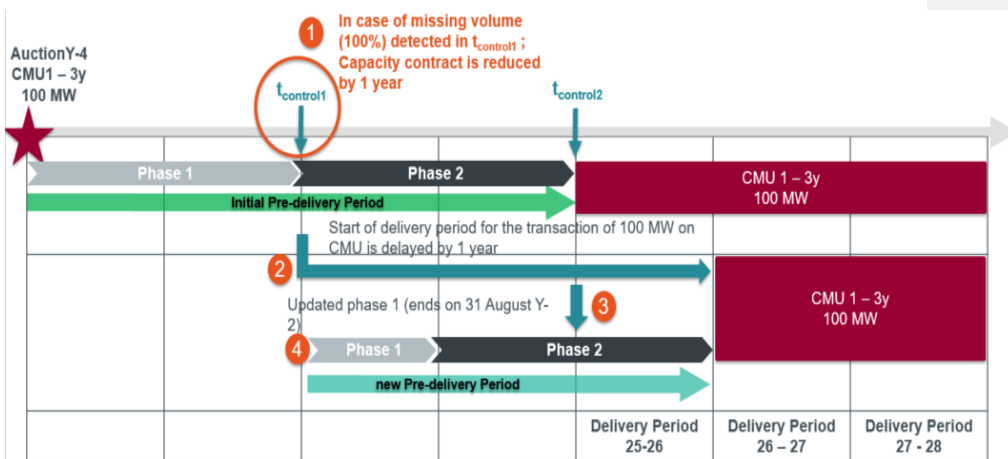 1
In case of missing volume
(100%) detected in tcontrol1 ;
Capacity contract is reduced
by 1 year
AuctionY-4
CMU1 – 3y
100 MW
tcontrol1
tcontrol2
Phase 1
Phase 2
CMU 1 – 3y
100 MW
Initial Pre-delivery Period
Start of delivery period for the transaction of 100 MW on
CMU is delayed by 1 year
2
CMU 1 – 3y
100 MW
Updated phase 1 (ends on 31 August Y-
2)
3
4
Phase 1
Phase 2
new Pre-delivery Period
Delivery Period
25-26
Delivery Period
26 – 27
Delivery Period
27 - 28